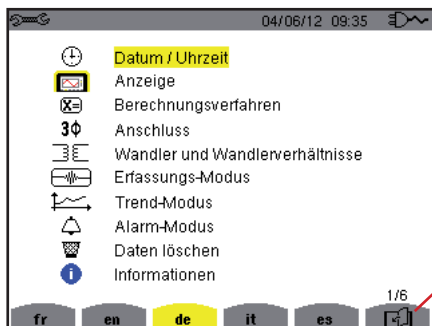 04/06/12 09:35
Datum / Uhrzeit
Anzeige
X= Berechnungsverfahren
3ϕ Anschluss
Wandler und Wandlerverhältnisse
Erfassungs-Modus
Trend-Modus
Alarm-Modus
Daten löschen
i Informationen
1/6
fr en de it es